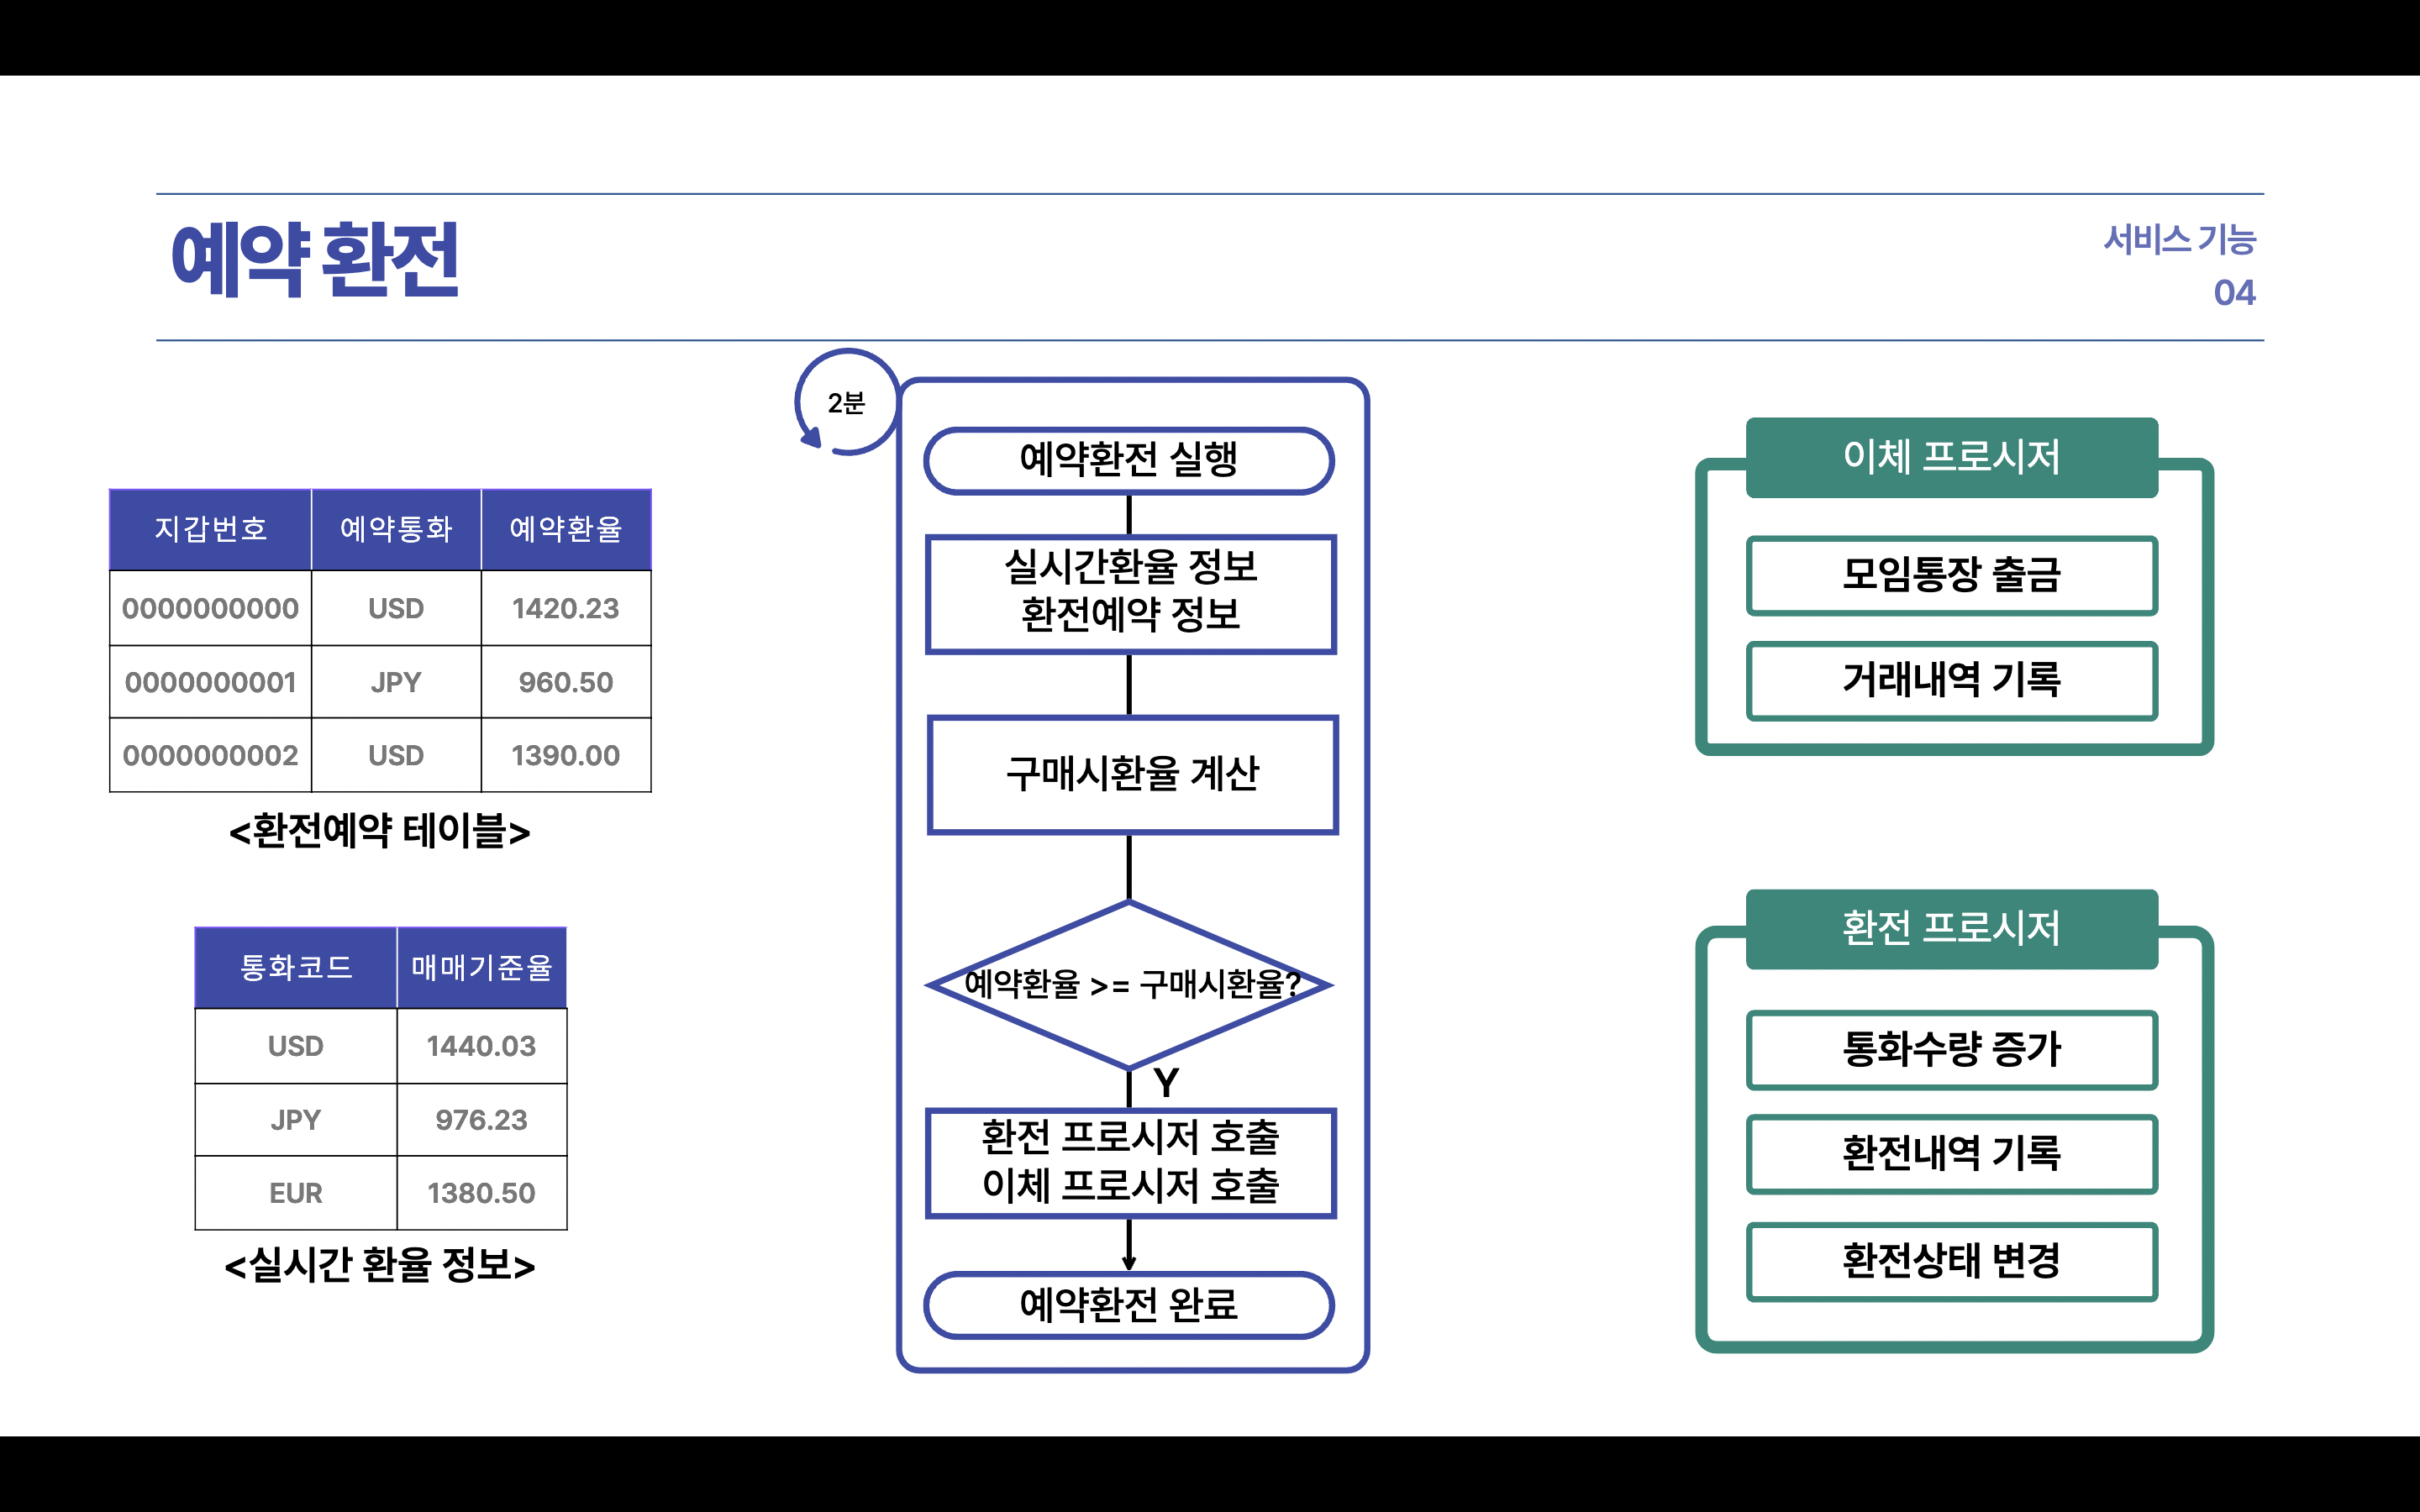 예약 환전
서비스 기능
04
지갑번호 예약통화 예약환율
0000000000 USD 1420.23
0000000001 JPY 960.50
0000000002 USD 1390.00
<환전예약 테이블>
통화코드 매매기준율
USD 1440.03
JPY 976.23
EUR 1380.50
<실시간 환율 정보>
2분
예약환전 실행
실시간환율 정보
환전예약 정보
구매시환율 계산
예약환율 >= 구매시환율?
Y
환전 프로시저 호출
이체 프로시저 호출
예약환전 완료
이체 프로시저
모임통장 출금
거래내역 기록
환전 프로시저
통화수량 증가
환전내역 기록
환전상태 변경